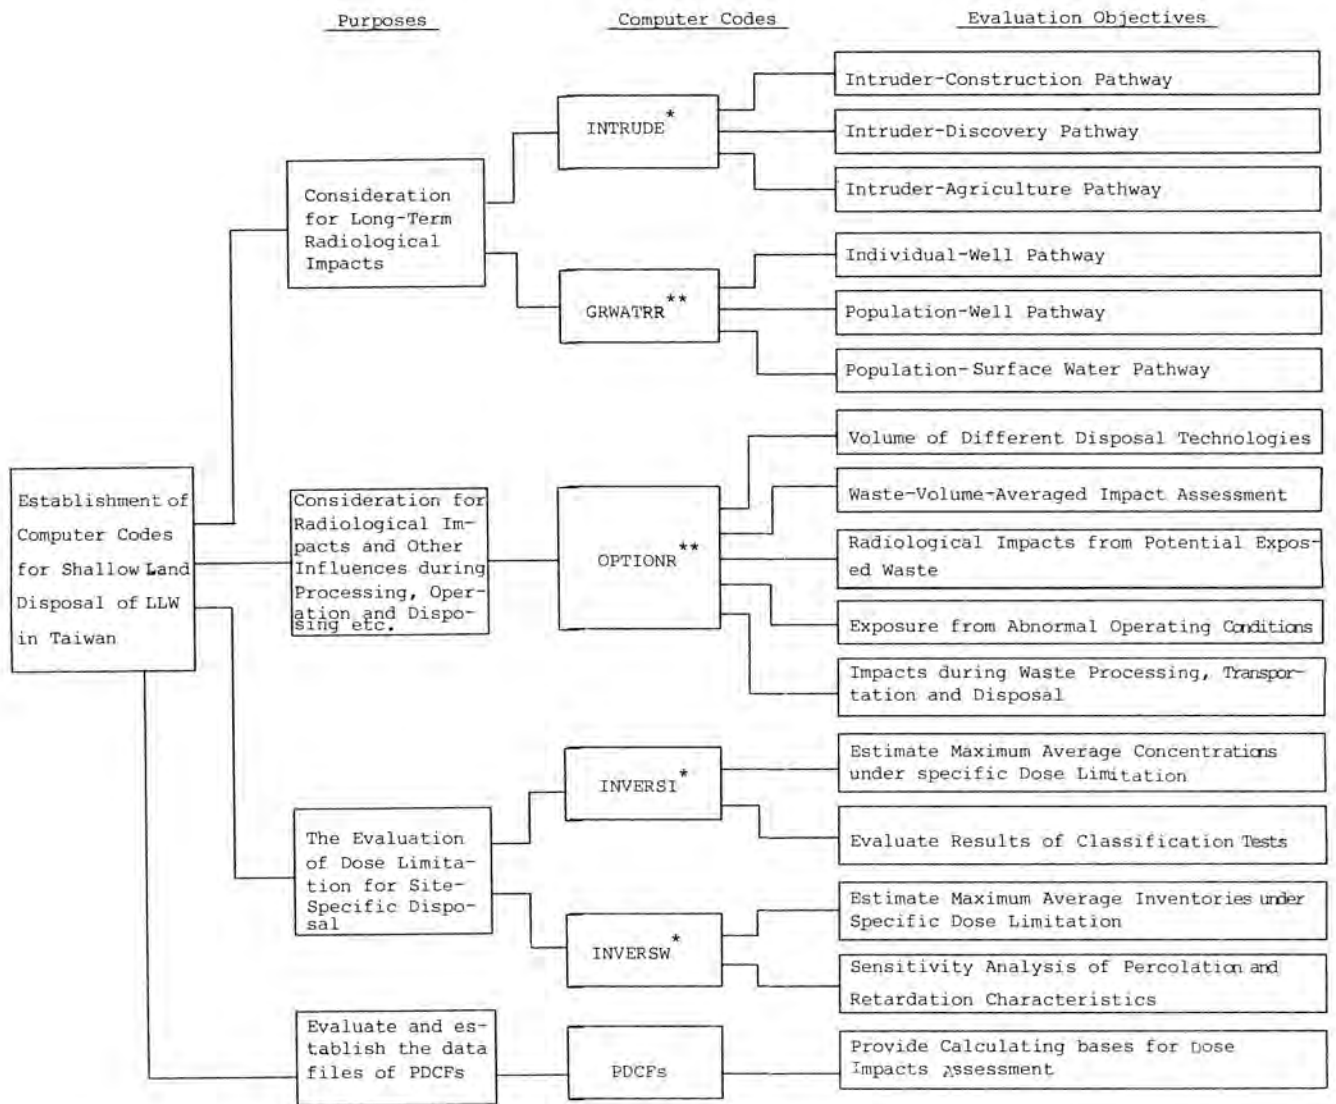 Purposes
Computer Codes
Evaluation Objectives
Establishment of
Computer Codes
for Shallow Land
Disposal of LLW
in Taiwan
Consideration
for Long-Term
Radiological
Impacts
INTRUDE*
Intruder-Construction Pathway
Intruder-Discovery Pathway
Intruder-Agriculture Pathway
GRWATRR**
Individual-Well Pathway
Population-Well Pathway
Population-Surface Water Pathway
Consideration for
Radiological Im-
pacts and Other
Influences during
Processing, Oper-
ation and Dispo-
sing etc.
OPTIONR**
Volume of Different Disposal Technologies
Waste-Volume-Averaged Impact Assessment
Radiological Impacts from Potential Expos-
ed Waste
Exposure from Abnormal Operating Conditions
Impacts during Waste Processing, Transpor-
tation and Disposal
The Evaluation
of Dose Limita-
tion for Site-
Specific Dispo-
sal
INVERSI*
Estimate Maximum Average Concentrations
under specific Dose Limitation
Evaluate Results of Classification Tests
INVERSW*
Estimate Maximum Average Inventories under
Specific Dose Limitation
Sensitivity Analysis of Percolation and
Retardation Characteristics
Evaluate and es-
tablish the data
files of PDCFs
PDCFs
Provide Calculating bases for Dose
Impacts Assessment